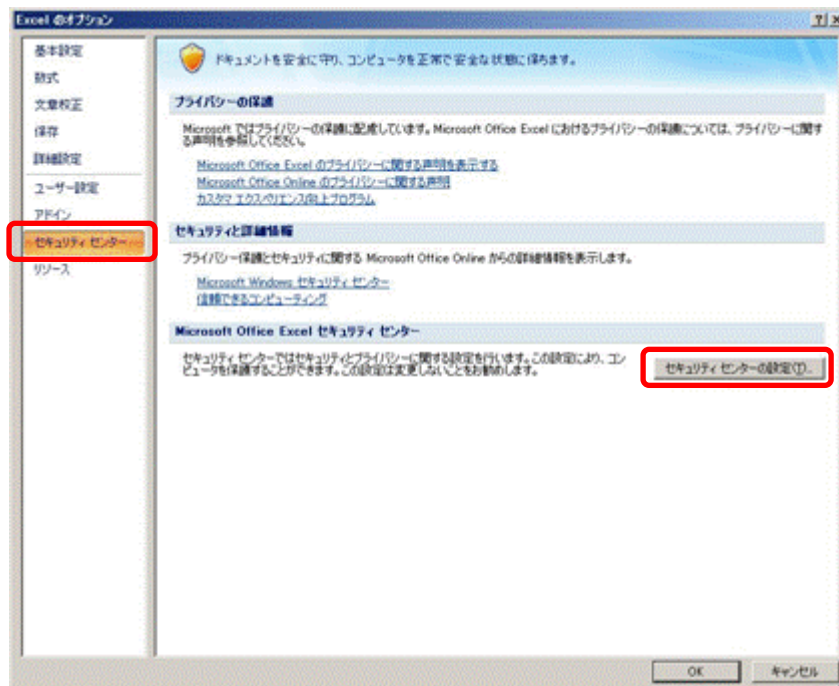 Excel のオプション
基本設定
数式
文章校正
保存
詳細設定
ユーザー設定
アドイン
セキュリティ センター
リソース
ドキュメントを安全に守り、コンピュータを正常で安全な状態に保ちます。
プライバシーの保護
Microsoft ではプライバシーの保護に配慮しています。Microsoft Office Excel におけるプライバシーの保護については、プライバシーに関す
る声明を参照してください。
Microsoft Office Excel のプライバシーに関する声明を表示する
Microsoft Office Online のプライバシーに関する声明
カスタマ エクスペリエンス向上プログラム
セキュリティと詳細情報
プライバシー保護とセキュリティに関する Microsoft Office Online からの詳細情報を表示します。
Microsoft Windows セキュリティ センター
信頼できるコンピューティング
Microsoft Office Excel セキュリティ センター
セキュリティ センターではセキュリティとプライバシーに関する設定を行います。この設定により、コン
ピュータを保護することができます。この設定は変更しないことをお勧めします。
セキュリティ センターの設定(T)...
OK
キャンセル